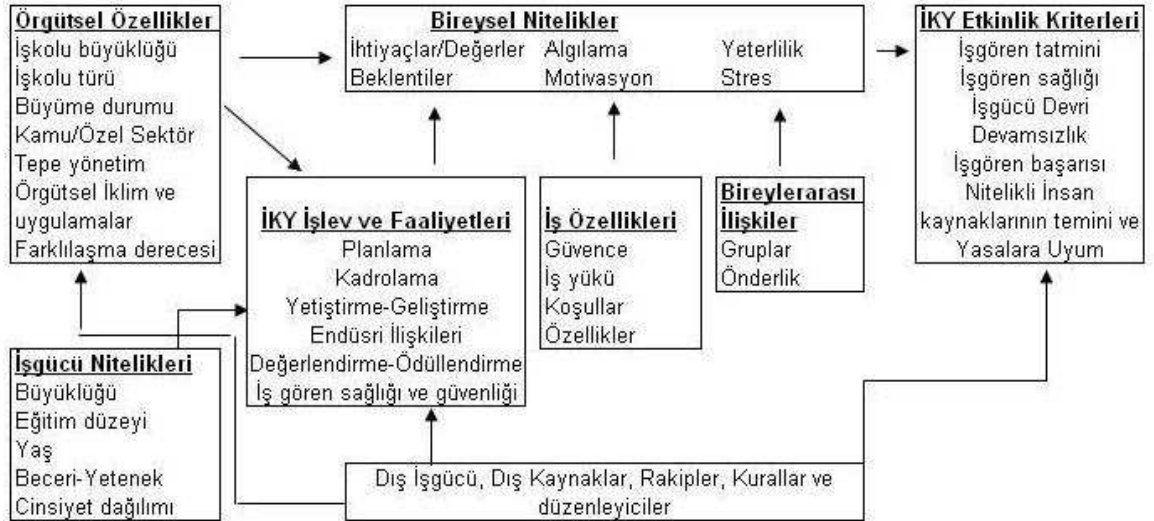 Örgütsel Özellikler
İşkolu büyüklüğü
İşkolu türü
Büyüme durumu
Kamu/Özel Sektör
Tepe yönetim
Örgütsel İklim ve
uygulamalar
Farklılaşma derecesi
Bireysel Nitelikler
İhtiyaçlar/Değerler Algılama Yeterlilik
Beklentiler Motivasyon Stres
İKY Etkinlik Kriterleri
İşgören tatmini
İşgören sağlığı
İşgücü Devri
Devamsızlık
İşgören başarısı
Nitelikli İnsan
kaynaklarının temini ve
Yasalara Uyum
İKY İşlev ve Faaliyetleri
Planlama
Kadrolama
Yetiştirme-Geliştirme
Endüsri İlişkileri
Değerlendirme-Ödüllendirme
İş gören sağlığı ve güvenliği
İş Özellikleri
Güvence
İş yükü
Koşullar
Özellikler
Bireylerarası
İlişkiler
Gruplar
Önderlik
İşgücü Nitelikleri
Büyüklüğü
Eğitim düzeyi
Yaş
Beceri-Yetenek
Cinsiyet dağılımı
Dış İşgücü, Dış Kaynaklar, Rakipler, Kurallar ve
düzenleyiciler